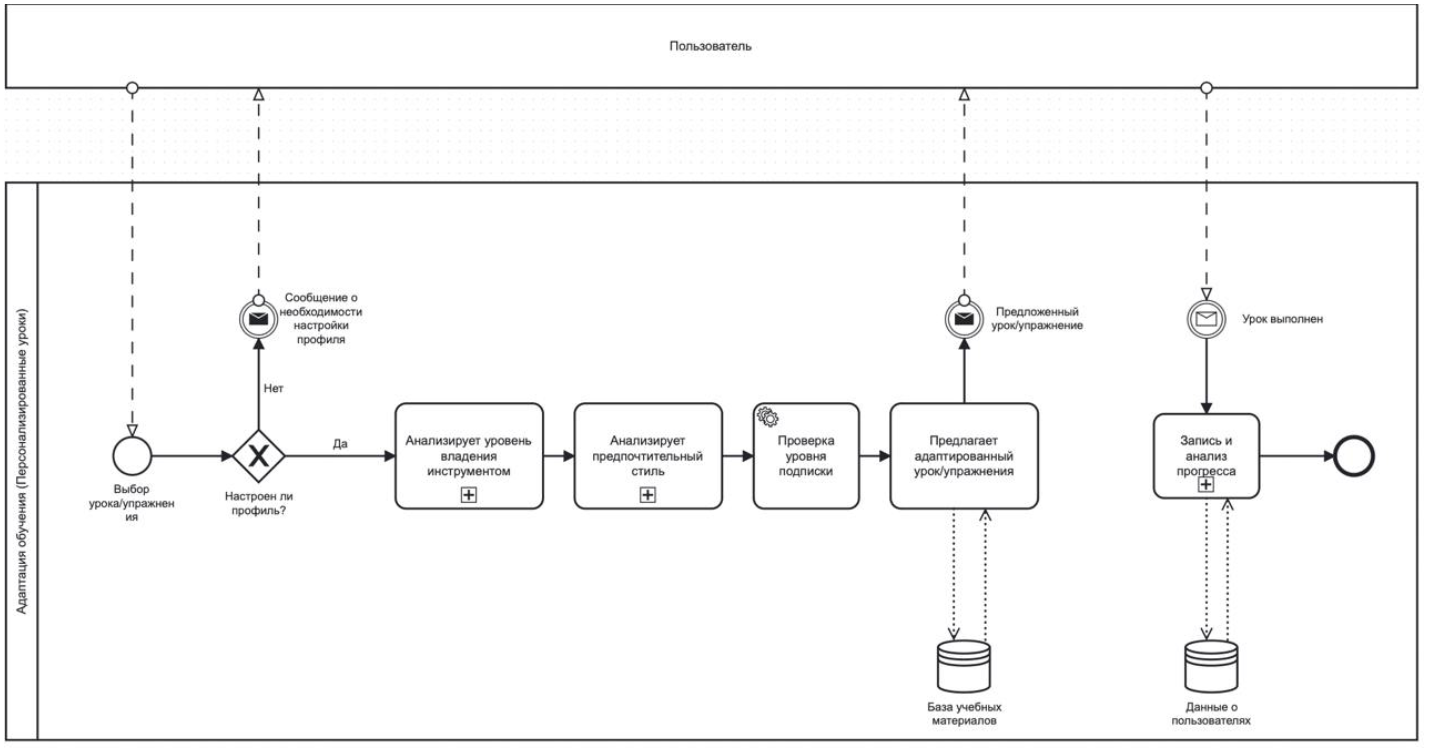 Пользователь
Адаптация обучения (Персонализированные уроки)
Сообщение о
необходимости
настройки
профиля
Предложенный
урок/упражнение
Урок выполнен
Нет
Да
Выбор
урока/упражнен
ия
Настроен ли
профиль?
Анализирует уровень
владения
инструментом
Анализирует
предпочтительный
стиль
Проверка
уровня
подписки
Предлагает
адаптированный
урок/упражнения
Запись и
анализ
прогресса
База учебных
материалов
Данные о
пользователях